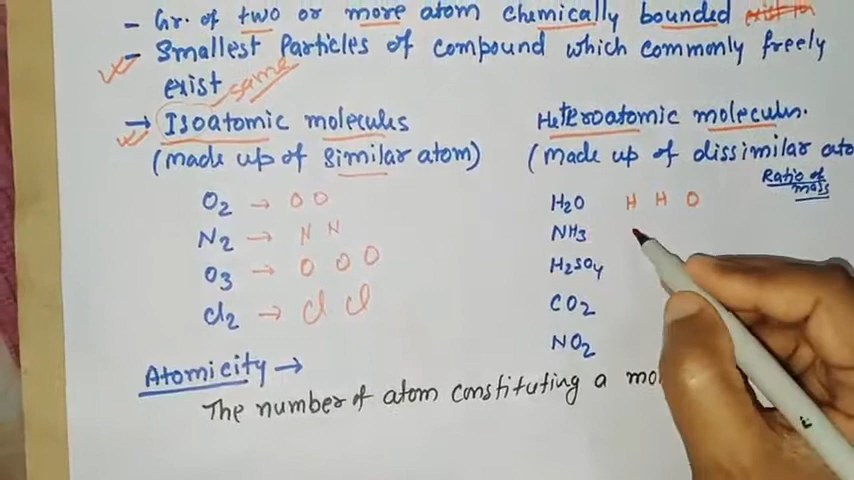 - Gr. of two or more atom chemically bounded
- Smallest Particles of compound which commonly freely
exist same
→ Isoatomic molecules
(made up of similar atom)
O₂ → O O
N₂ → N N
O₃ → O O O
Cl₂ → Cl Cl
Heteroatomic molecules.
(made up of dissimilar ato
Ratio of
mass
H₂O H H O
NH₃
H₂SO₄
CO₂
NO₂
Atomicity →
The number of atom constituting a mo